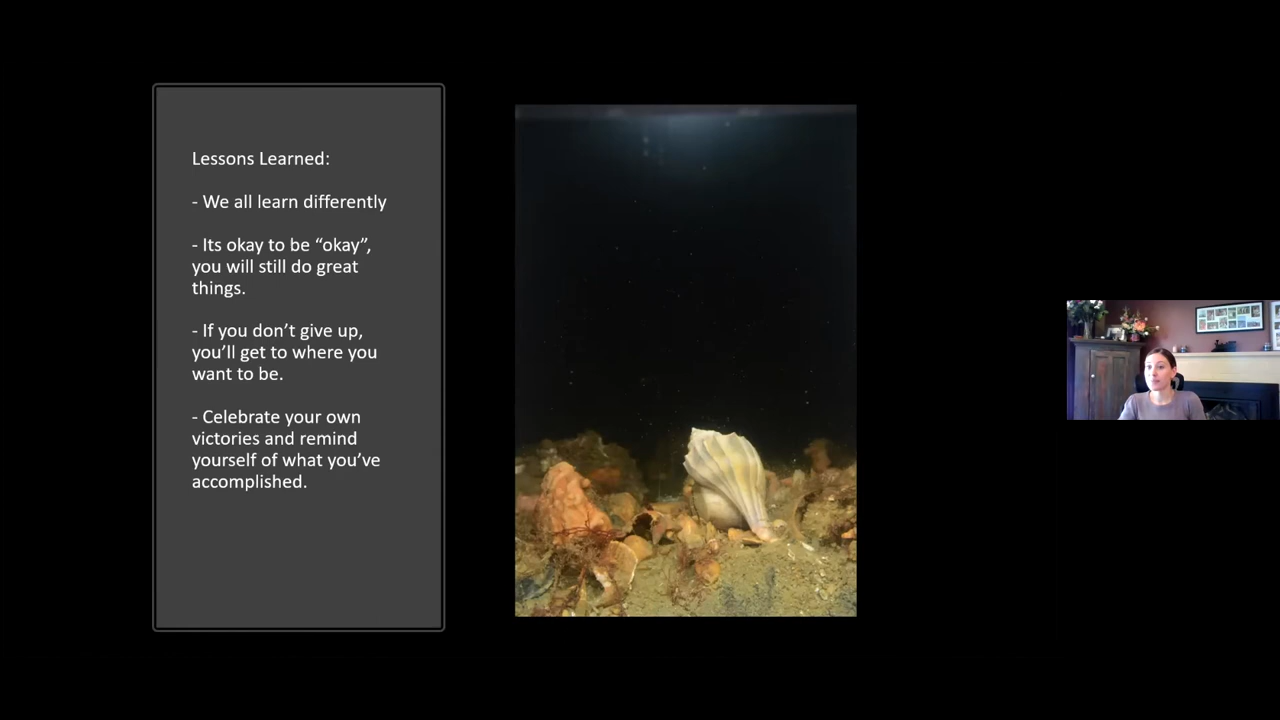 Lessons Learned:
- We all learn differently
- Its okay to be “okay”,
you will still do great
things.
- If you don’t give up,
you’ll get to where you
want to be.
- Celebrate your own
victories and remind
yourself of what you’ve
accomplished.